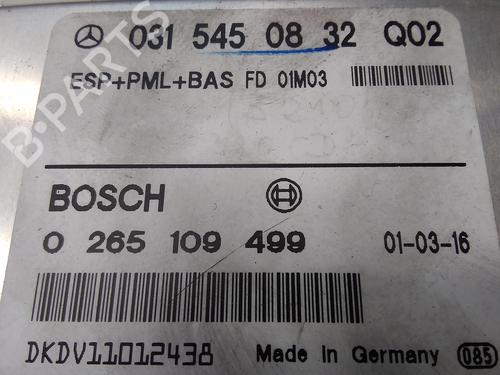 031 545 08 32 Q02
ESP+PML+BAS FD 01M03
BOSCH
0 265 109 499 01-03-16
DKDV11012438 Made in Germany 085
B-PARTS